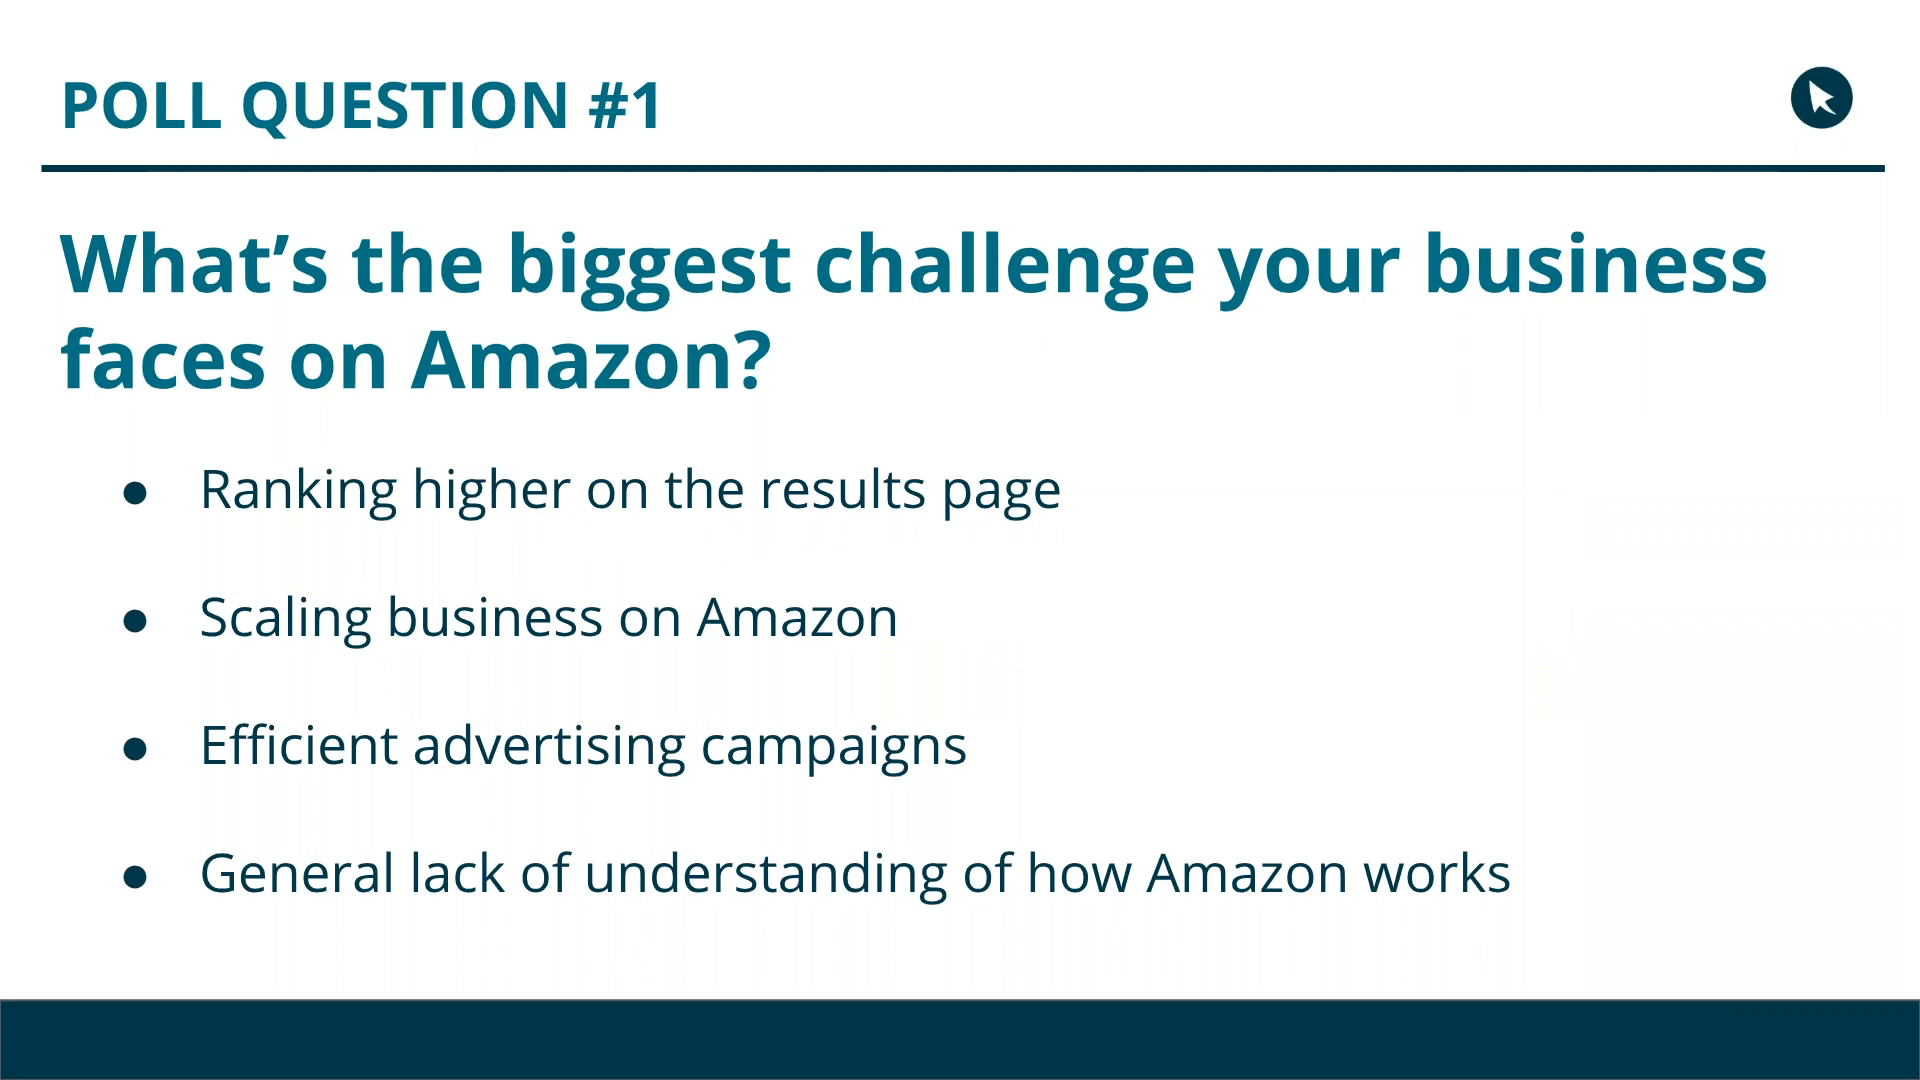 POLL QUESTION #1
What’s the biggest challenge your business
faces on Amazon?
● Ranking higher on the results page
● Scaling business on Amazon
● Efficient advertising campaigns
● General lack of understanding of how Amazon works